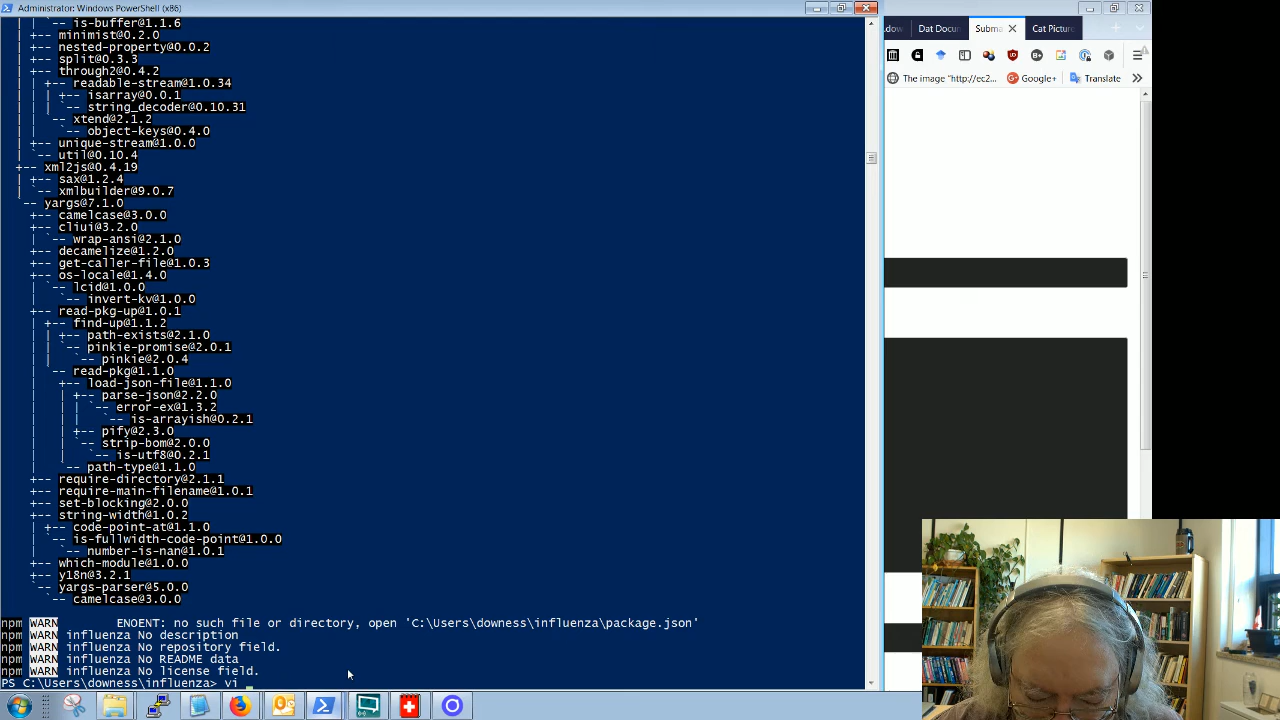 Administrator: Windows PowerShell (x86)
| | `-- is-buffer@1.1.6
| +-- minimist@0.2.0
| +-- nested-property@0.0.2
| +-- split@0.3.3
| +-- through2@0.4.2
| | +-- readable-stream@1.0.34
| | | +-- isarray@0.0.1
| | | `-- string_decoder@0.10.31
| | `-- xtend@2.1.2
| |   `-- object-keys@0.4.0
| +-- unique-stream@1.0.0
| `-- util@0.10.4
+-- xml2js@0.4.19
| +-- sax@1.2.4
| `-- xmlbuilder@9.0.7
`-- yargs@7.1.0
  +-- camelcase@3.0.0
  +-- cliui@3.2.0
  | `-- wrap-ansi@2.1.0
  +-- decamelize@1.2.0
  +-- get-caller-file@1.0.3
  +-- os-locale@1.4.0
  | `-- lcid@1.0.0
  |   `-- invert-kv@1.0.0
  +-- read-pkg-up@1.0.1
  | +-- find-up@1.1.2
  | | +-- path-exists@2.1.0
  | | `-- pinkie-promise@2.0.1
  | |   `-- pinkie@2.0.4
  | `-- read-pkg@1.1.0
  |   +-- load-json-file@1.1.0
  |   | +-- parse-json@2.2.0
  |   | | `-- error-ex@1.3.2
  |   | |   `-- is-arrayish@0.2.1
  |   | +-- pify@2.3.0
  |   | `-- strip-bom@2.0.0
  |   |   `-- is-utf8@0.2.1
  |   `-- path-type@1.1.0
  +-- require-directory@2.1.1
  +-- require-main-filename@1.0.1
  +-- set-blocking@2.0.0
  +-- string-width@1.0.2
  | +-- code-point-at@1.1.0
  | `-- is-fullwidth-code-point@1.0.0
  |   `-- number-is-nan@1.0.1
  +-- which-module@1.0.0
  +-- y18n@3.2.1
  `-- yargs-parser@5.0.0
    `-- camelcase@3.0.0
npm WARN ENOENT: no such file or directory, open 'C:\Users\downess\influenza\package.json'
npm WARN influenza No description
npm WARN influenza No repository field.
npm WARN influenza No README data
npm WARN influenza No license field.
PS C:\Users\downess\influenza> vi
.dow
Dat Docu
Subma
Cat Picture
The image "http://ec2...
Google+
Translate